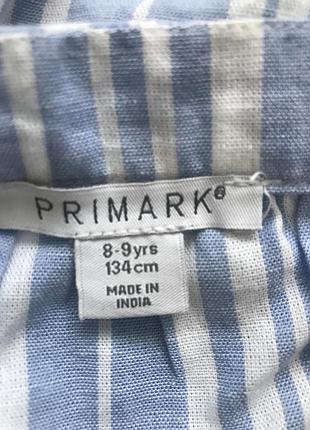 PRIMARK®
8-9yrs
134cm
MADE IN
INDIA